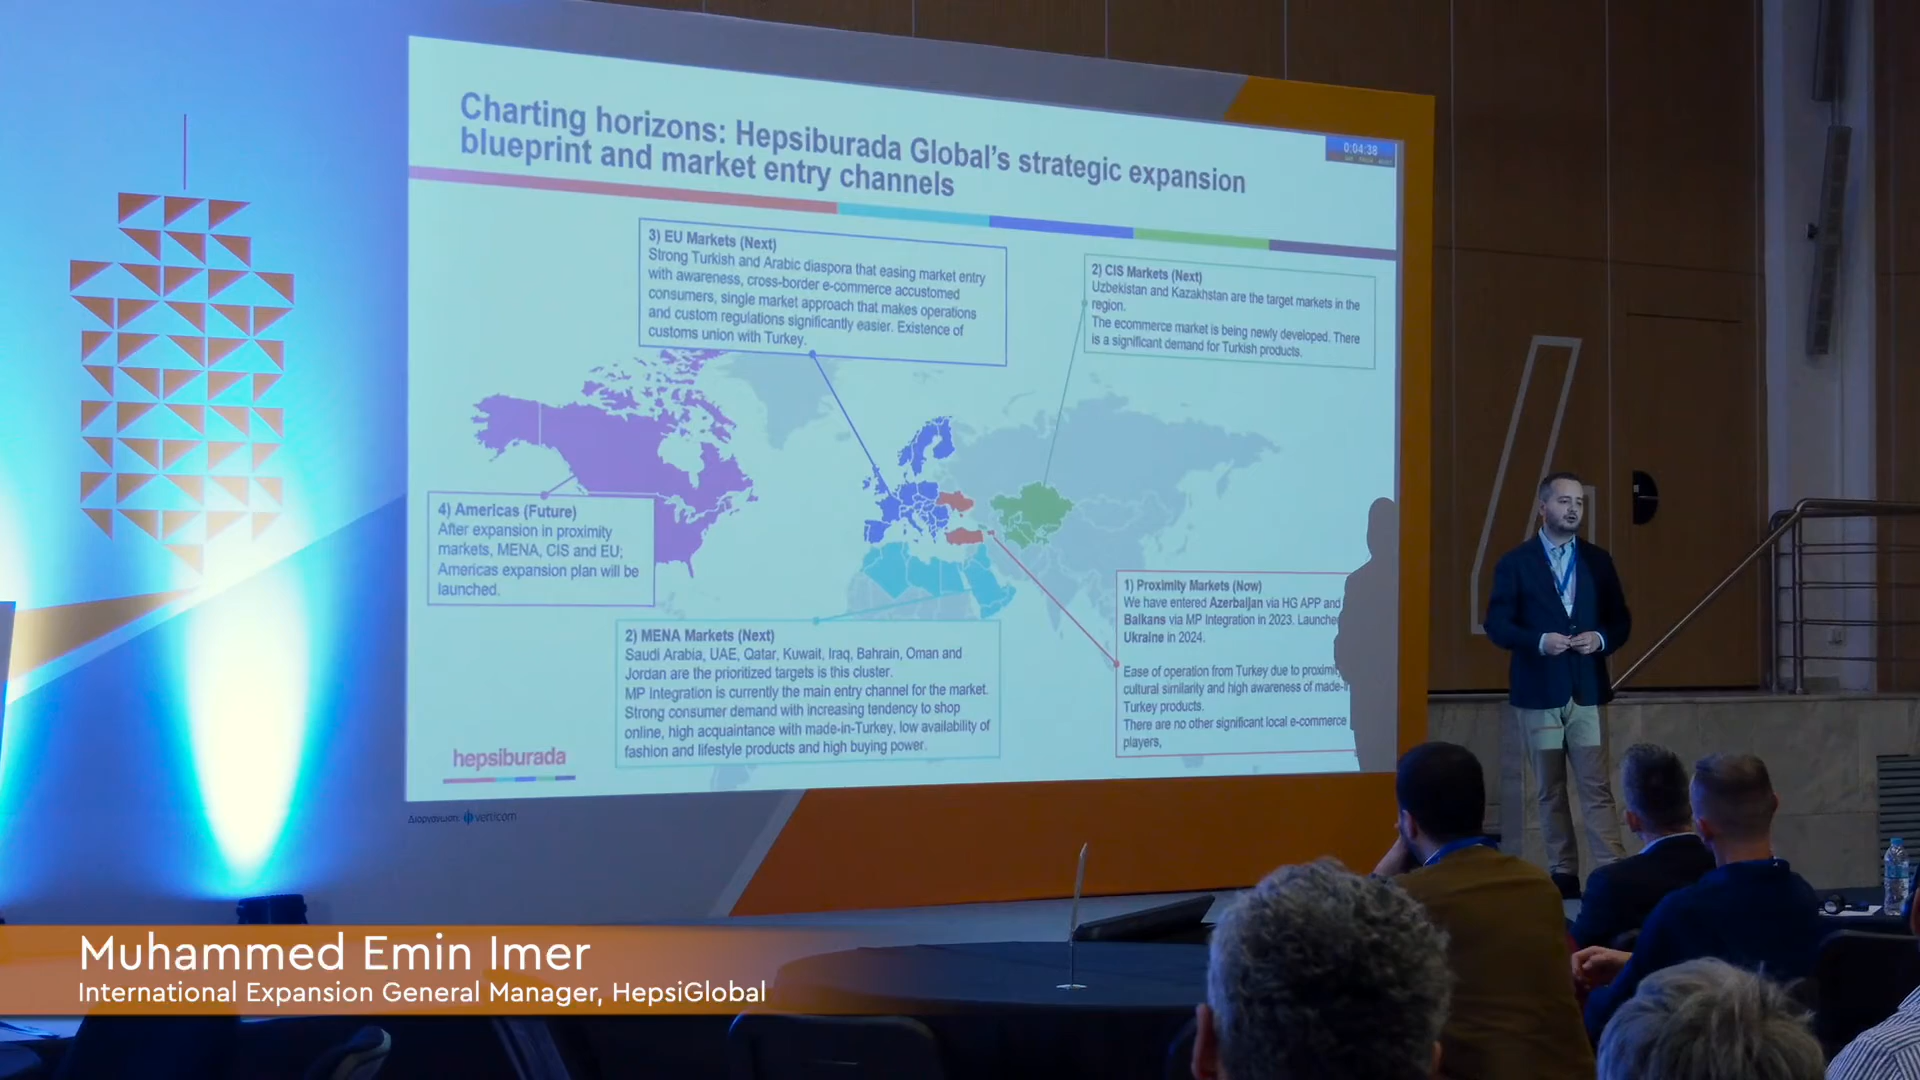 Charting horizons: Hepsiburada Global's strategic expansion
blueprint and market entry channels
0:04:38
3) EU Markets (Next)
Strong Turkish and Arabic diaspora that easing market entry
with awareness, cross-border e-commerce accustomed
consumers, single market approach that makes operations
and custom regulations significantly easier. Existence of
customs union with Turkey.
2) CIS Markets (Next)
Uzbekistan and Kazakhstan are the target markets in the
region.
The ecommerce market is being newly developed. There
is a significant demand for Turkish products.
4) Americas (Future)
After expansion in proximity
markets, MENA, CIS and EU;
Americas expansion plan will be
launched.
1) Proximity Markets (Now)
We have entered Azerbaijan via HG APP and
Balkans via MP Integration in 2023. Launche
Ukraine in 2024.
Ease of operation from Turkey due to proximi
cultural similarity and high awareness of made-i
Turkey products.
There are no other significant local e-commerce
players,
2) MENA Markets (Next)
Saudi Arabia, UAE, Qatar, Kuwait, Iraq, Bahrain, Oman and
Jordan are the prioritized targets is this cluster.
MP Integration is currently the main entry channel for the market.
Strong consumer demand with increasing tendency to shop
online, high acquaintance with made-in-Turkey, low availability of
fashion and lifestyle products and high buying power.
hepsiburada
Διοργάνωση: verticom
4
Muhammed Emin Imer
International Expansion General Manager, HepsiGlobal